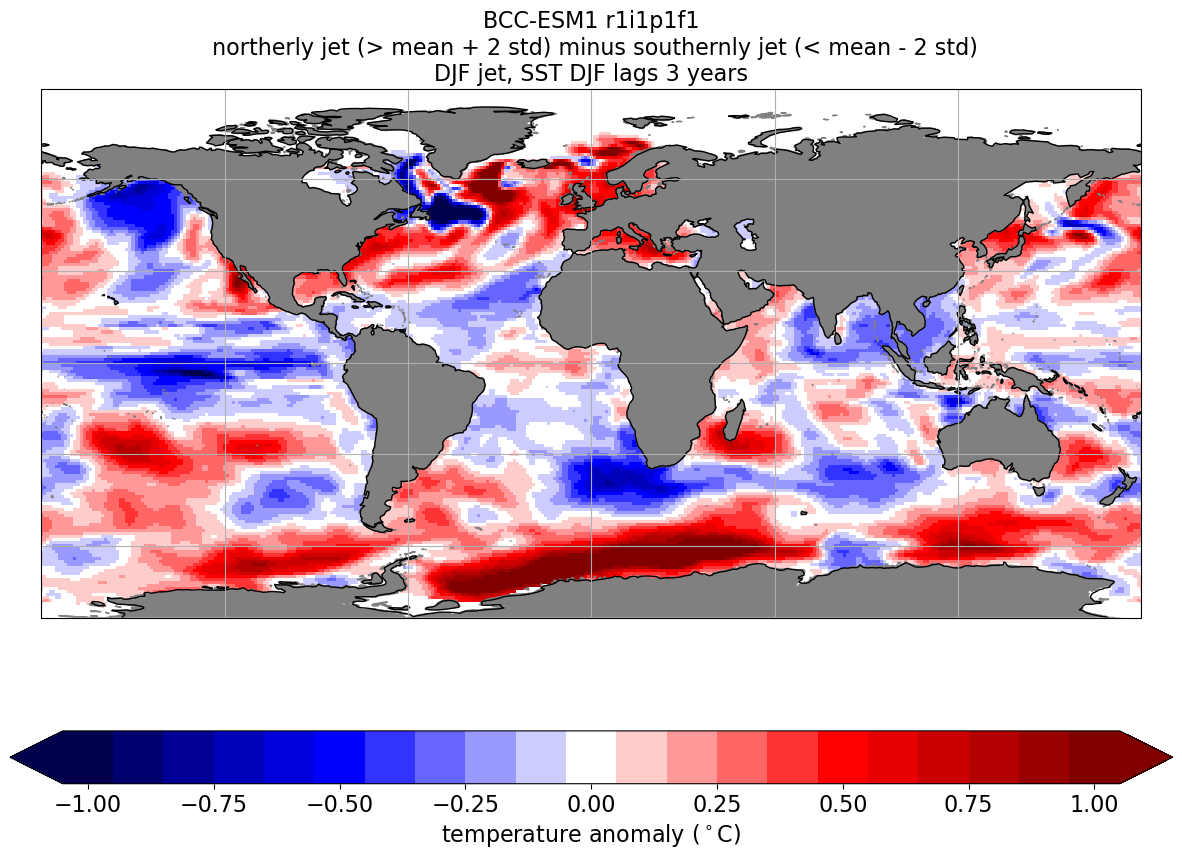 BCC-ESM1 r1i1p1f1
northerly jet (> mean + 2 std) minus southernly jet (< mean - 2 std)
DJF jet, SST DJF lags 3 years
−1.00 −0.75 −0.50 −0.25 0.00 0.25 0.50 0.75 1.00
temperature anomaly (°C)